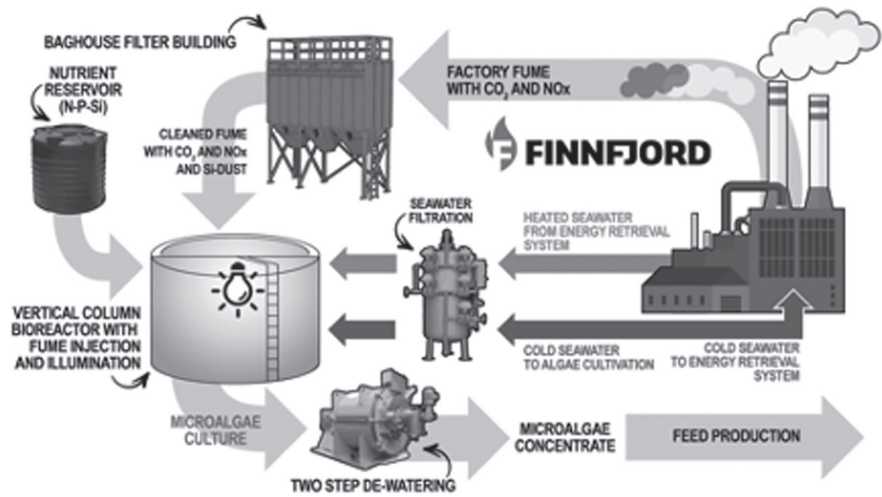 BAGHOUSE FILTER BUILDING
NUTRIENT
RESERVOIR
(N-P-Si)
FACTORY FUME
WITH CO₂ AND NOx
CLEANED FUME
WITH CO₂ AND NOx
AND Si-DUST
FINNFJORD
SEAWATER
FILTRATION
HEATED SEAWATER
FROM ENERGY RETRIEVAL
SYSTEM
VERTICAL COLUMN
BIOREACTOR WITH
FUME INJECTION
AND ILLUMINATION
COLD SEAWATER
TO ALGAE CULTIVATION
COLD SEAWATER
TO ENERGY RETRIEVAL
SYSTEM
MICROALGAE
CULTURE
MICROALGAE
CONCENTRATE
FEED PRODUCTION
TWO STEP DE-WATERING